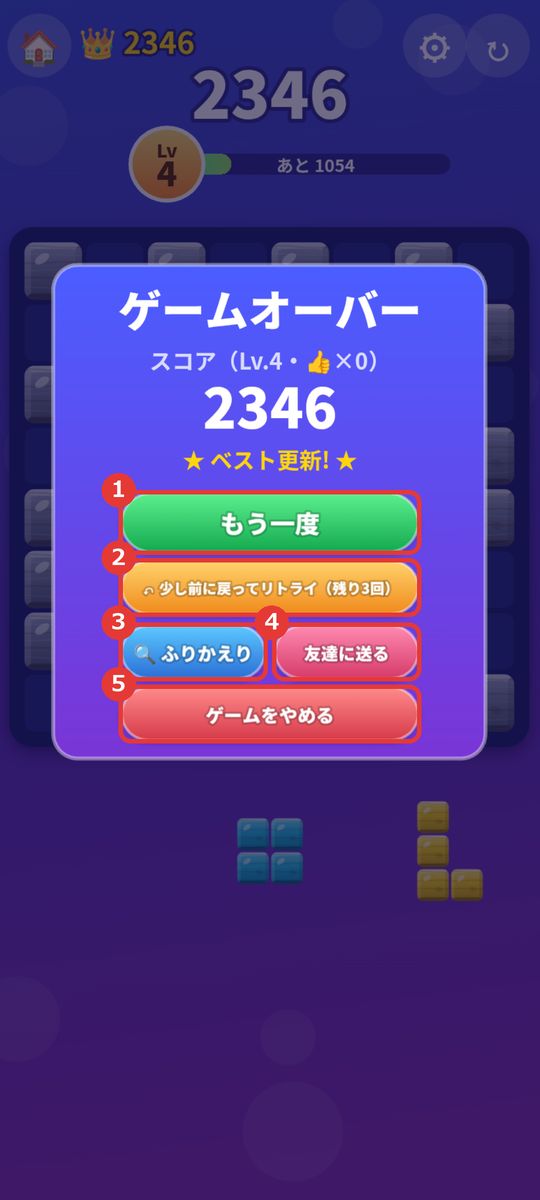 2346
2346
Lv
4
あと 1054
ゲームオーバー
スコア（Lv.4・👍×0）
2346
★ ベスト更新! ★
1
もう一度
2
少し前に戻ってリトライ（残り3回）
3
ふりかえり
4
友達に送る
5
ゲームをやめる